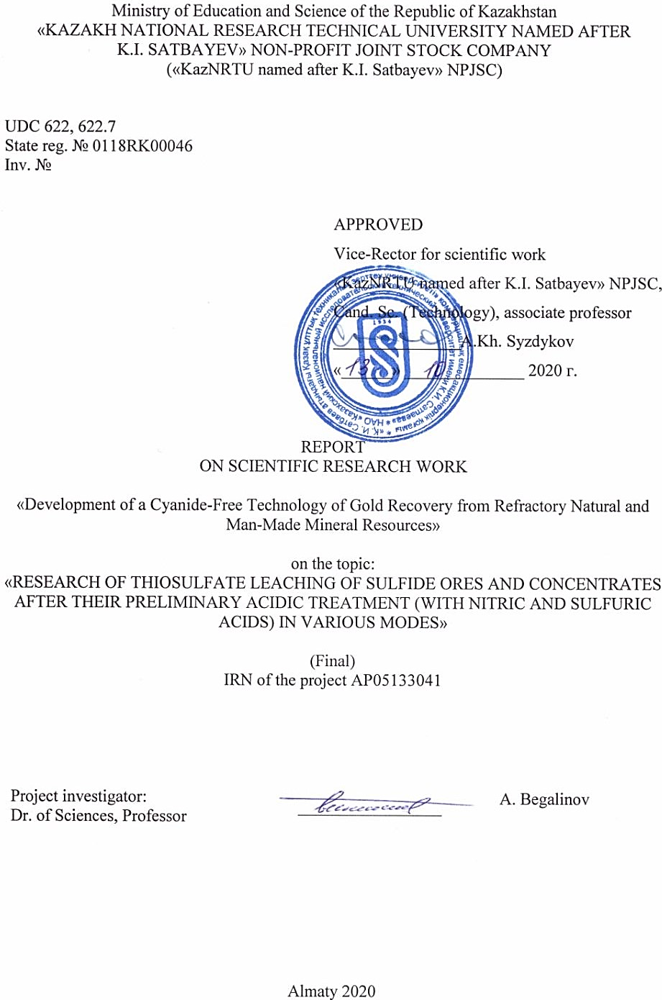 Ministry of Education and Science of the Republic of Kazakhstan
«KAZAKH NATIONAL RESEARCH TECHNICAL UNIVERSITY NAMED AFTER
K.I. SATBAYEV» NON-PROFIT JOINT STOCK COMPANY
(«KazNRTU named after K.I. Satbayev» NPJSC)
UDC 622, 622.7
State reg. № 0118RK00046
Inv. №
APPROVED
Vice-Rector for scientific work
«KazNRTU named after K.I. Satbayev» NPJSC,
Cand. Sc. (Technology), associate professor
A.Kh. Syzdykov
«13» 10 2020 г.
1934
REPORT
ON SCIENTIFIC RESEARCH WORK
«Development of a Cyanide-Free Technology of Gold Recovery from Refractory Natural and
Man-Made Mineral Resources»
on the topic:
«RESEARCH OF THIOSULFATE LEACHING OF SULFIDE ORES AND CONCENTRATES
AFTER THEIR PRELIMINARY ACIDIC TREATMENT (WITH NITRIC AND SULFURIC
ACIDS) IN VARIOUS MODES»
(Final)
IRN of the project AP05133041
Project investigator:
Dr. of Sciences, Professor
A. Begalinov
Almaty 2020